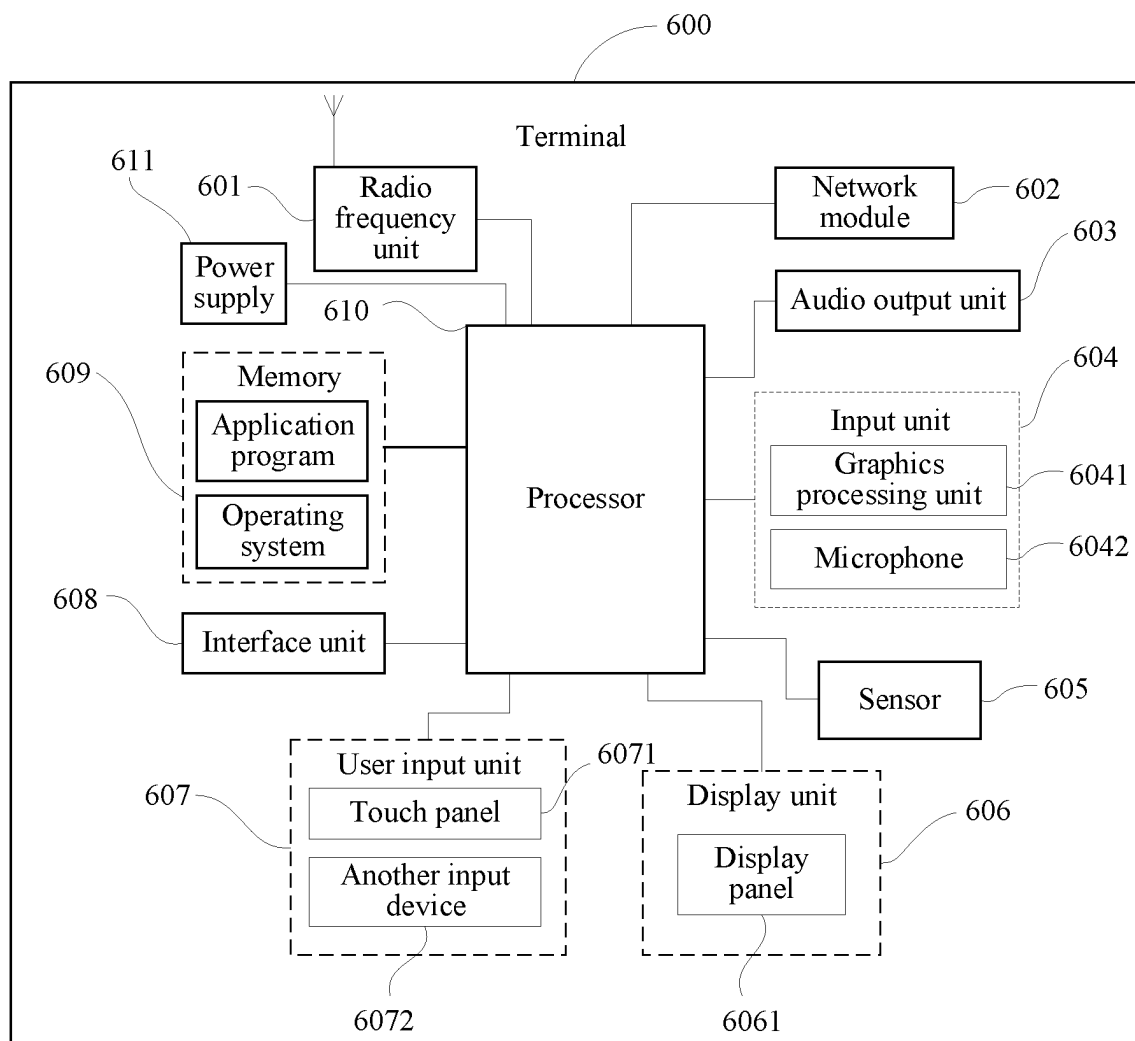 600
Terminal
611
601
Radio
frequency
unit
Network
module
602
603
Power
supply
610
Audio output unit
604
609
Memory
Application
program
Operating
system
Processor
Input unit
Graphics
processing unit
6041
Microphone
6042
608
Interface unit
Sensor
605
607
User input unit
6071
Touch panel
Another input
device
6072
Display unit
606
Display
panel
6061